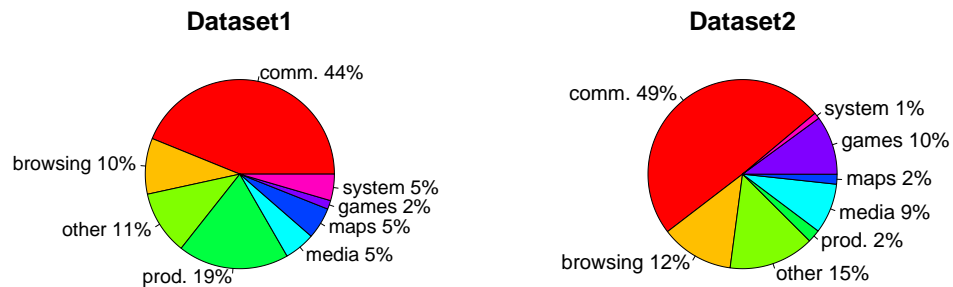 Dataset1
comm. 44%
browsing 10%
other 11%
prod. 19%
media 5%
maps 5%
games 2%
system 5%
Dataset2
comm. 49%
system 1%
games 10%
maps 2%
media 9%
prod. 2%
other 15%
browsing 12%